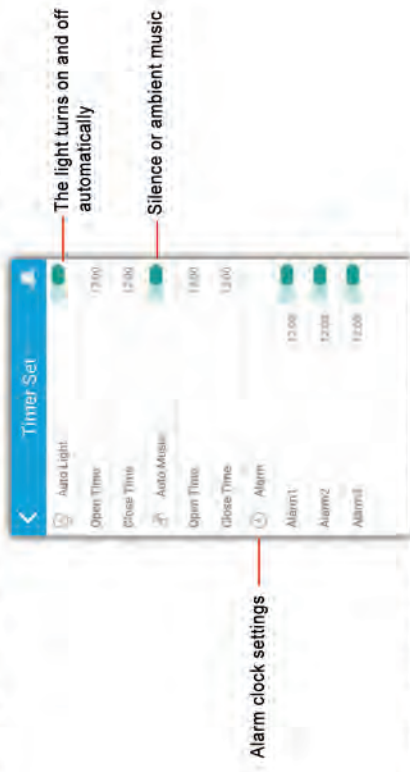 Timer Set
Auto Light
The light turns on and off
automatically
Open Time 12:00
Close Time 12:00
Auto Music
Silence or ambient music
Open Time 12:00
Close Time 12:00
Alarm clock settings
Alarm
Alarm1 12:00
Alarm2 12:00
Alarm3 12:00